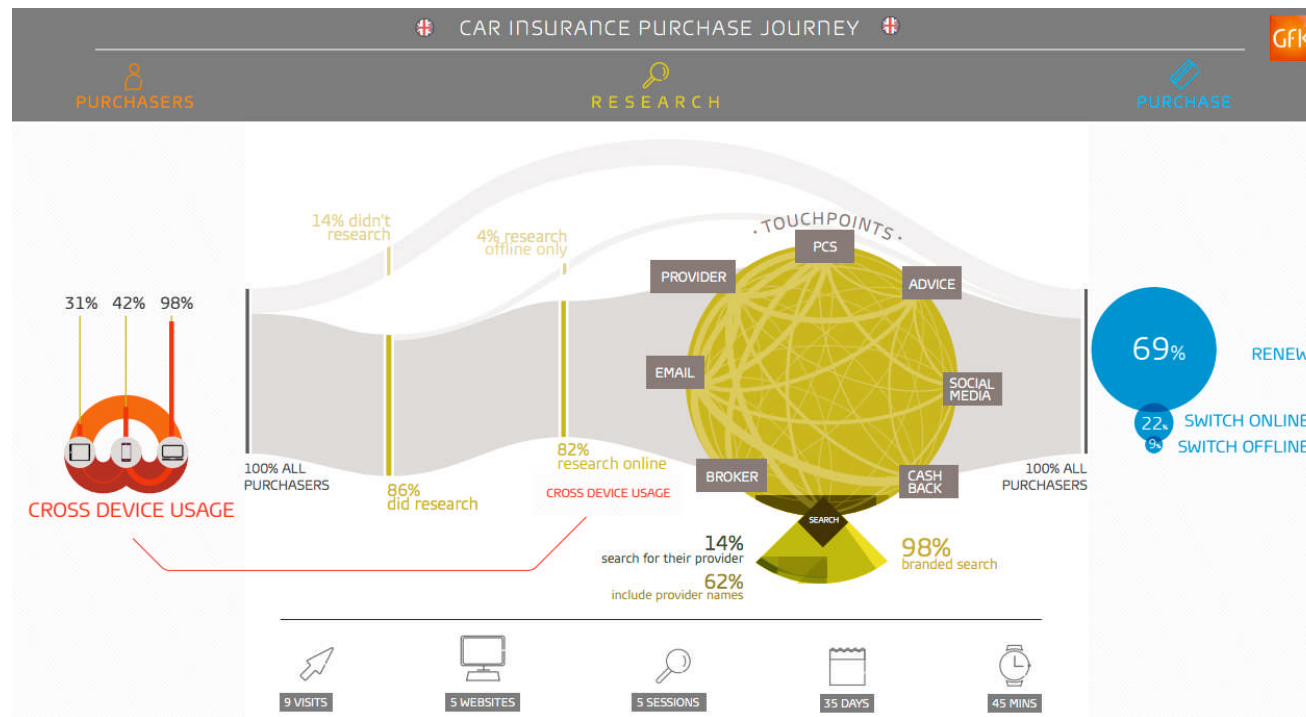 CAR INSURANCE PURCHASE JOURNEY
GfK
PURCHASERS
RESEARCH
PURCHASE
14% didn't
research
4% research
offline only
· TOUCHPOINTS ·
PCS
PROVIDER
ADVICE
EMAIL
SOCIAL
MEDIA
BROKER
CASH
BACK
SEARCH
31% 42% 98%
CROSS DEVICE USAGE
100% ALL
PURCHASERS
86%
did research
82%
research online
CROSS DEVICE USAGE
14%
search for their provider
62%
include provider names
98%
branded search
100% ALL
PURCHASERS
69%
RENEW
22%
SWITCH ONLINE
9%
SWITCH OFFLINE
9 VISITS
5 WEBSITES
5 SESSIONS
35 DAYS
45 MINS